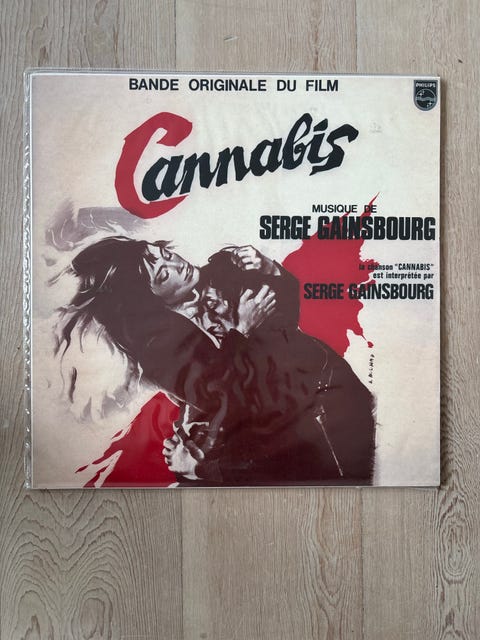 BANDE ORIGINALE DU FILM
PHILIPS
Cannabis
MUSIQUE DE
SERGE GAINSBOURG
la chanson "CANNABIS"
est interprétée par
SERGE GAINSBOURG